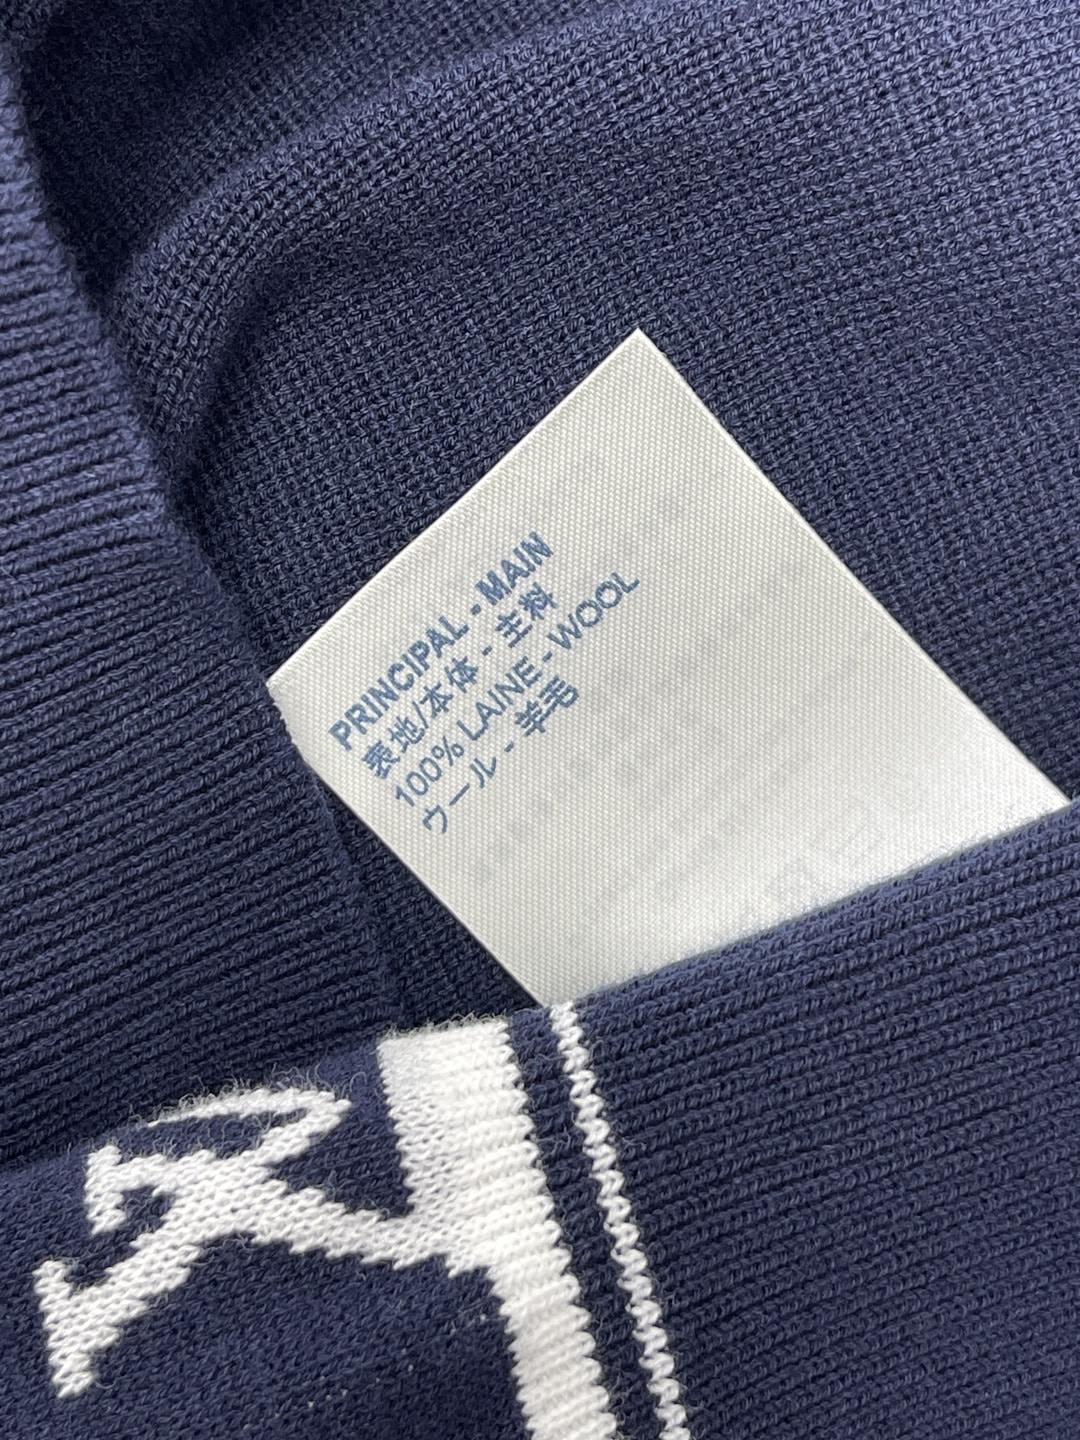 PRINCIPAL - MAIN
表地/本体 - 主料
100% LAINE - WOOL
ウール - 羊毛